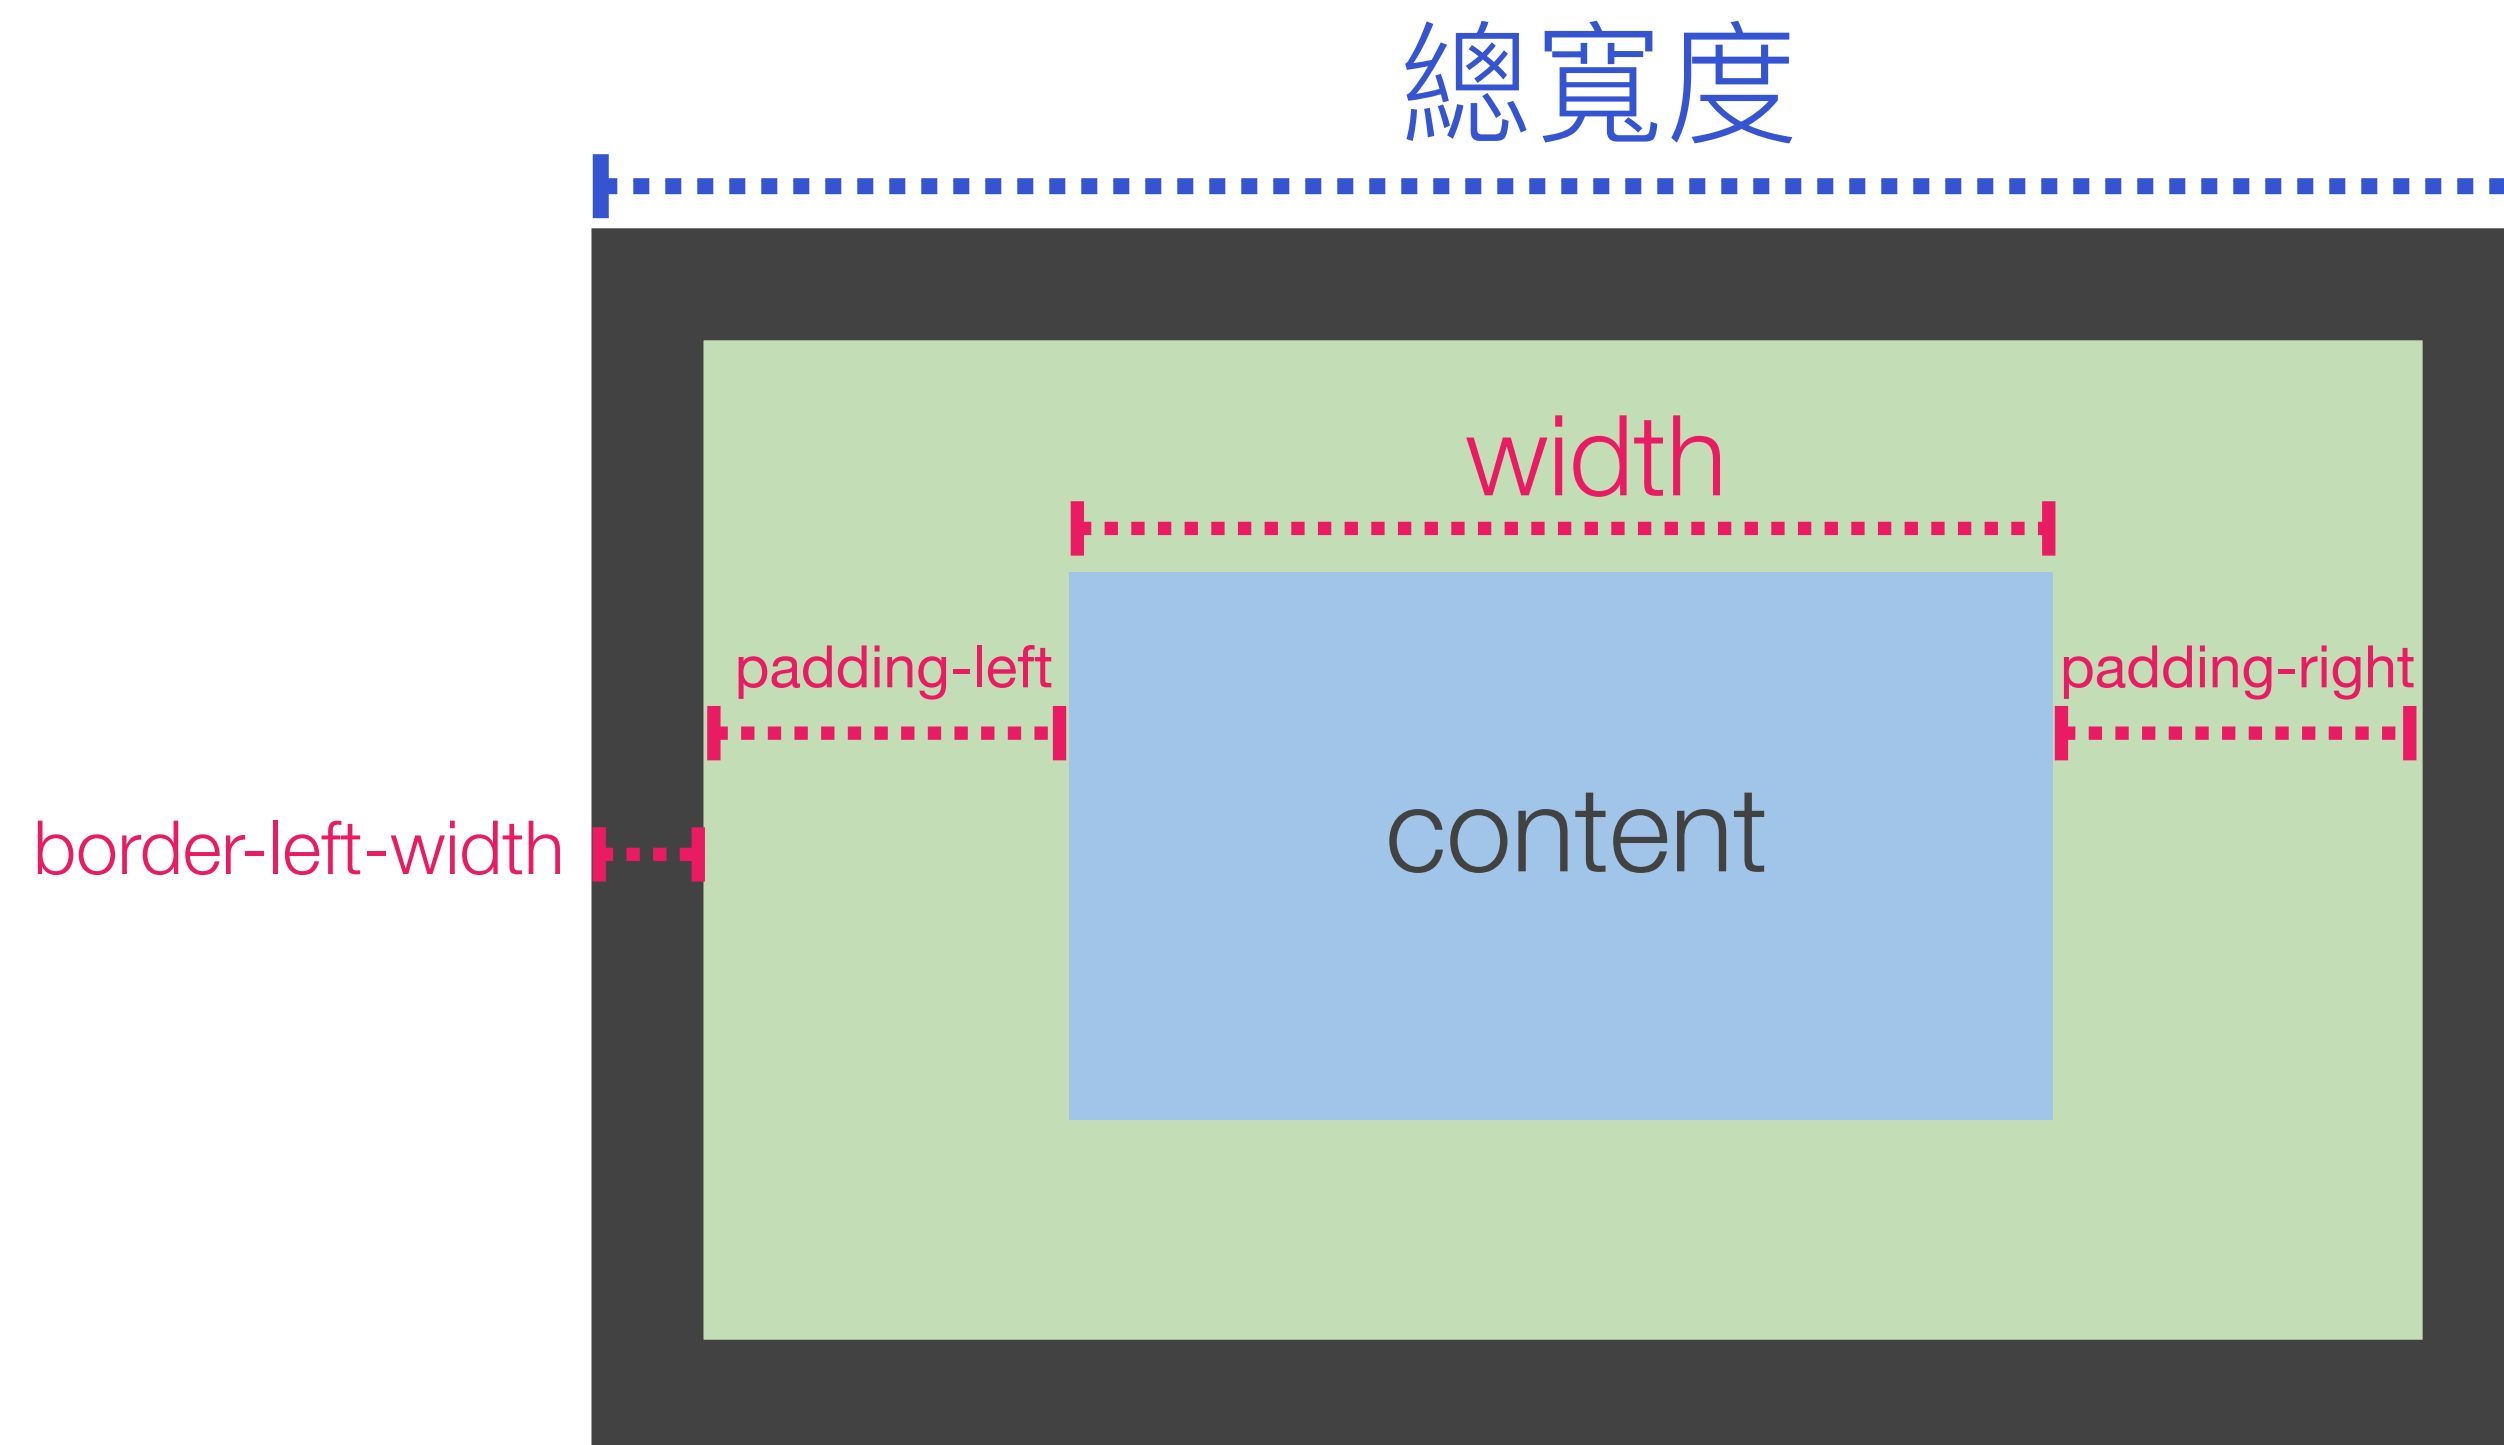 總寬度
width
padding-left
padding-right
content
border-left-width